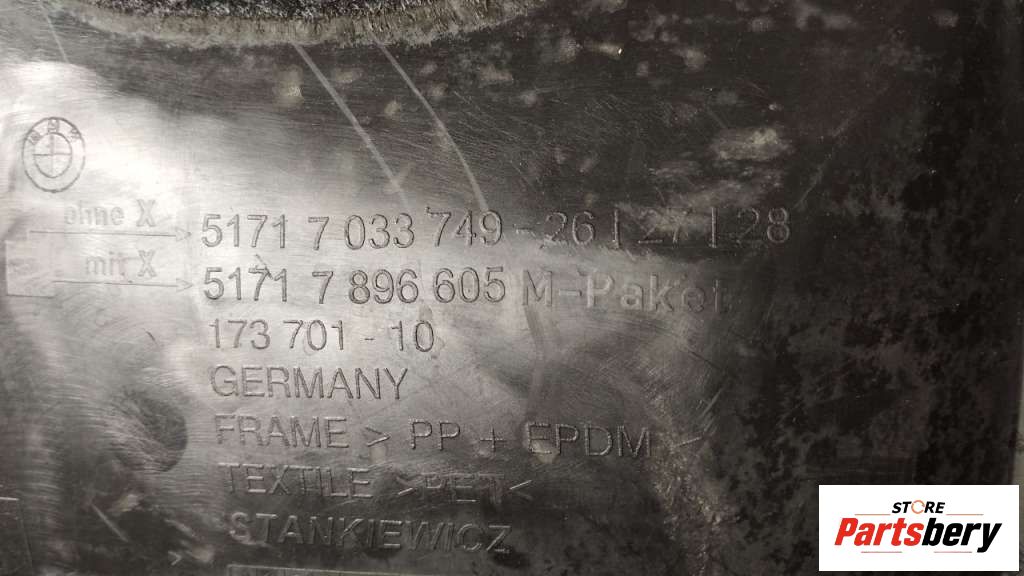 BMW
ohne X
5171 7 033 749 - 26 | 27 | 28
mit X
5171 7 896 605 M-Paket
173 701 - 10
GERMANY
FRAME > PP + EPDM <
TEXTILE >PET<
STANKIEWICZ
STORE
Partsbery